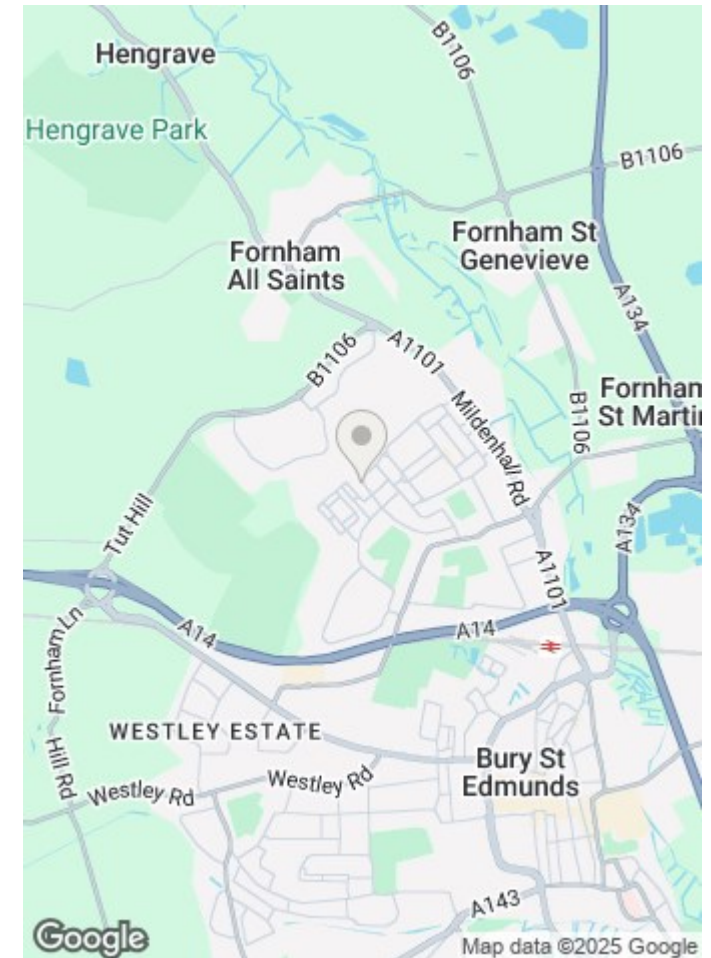 Hengrave
B1106
Hengrave Park
B1106
Fornham
All Saints
Fornham St
Genevieve
A134
B1106
A1101
Fornham
St Martin
Mildenhall Rd
B1106
Tut Hill
A134
A1101
A14
A14
Fornham Ln
Hill Rd
WESTLEY ESTATE
Westley Rd
Westley Rd
Bury St
Edmunds
A143
Google
Map data ©2025 Google